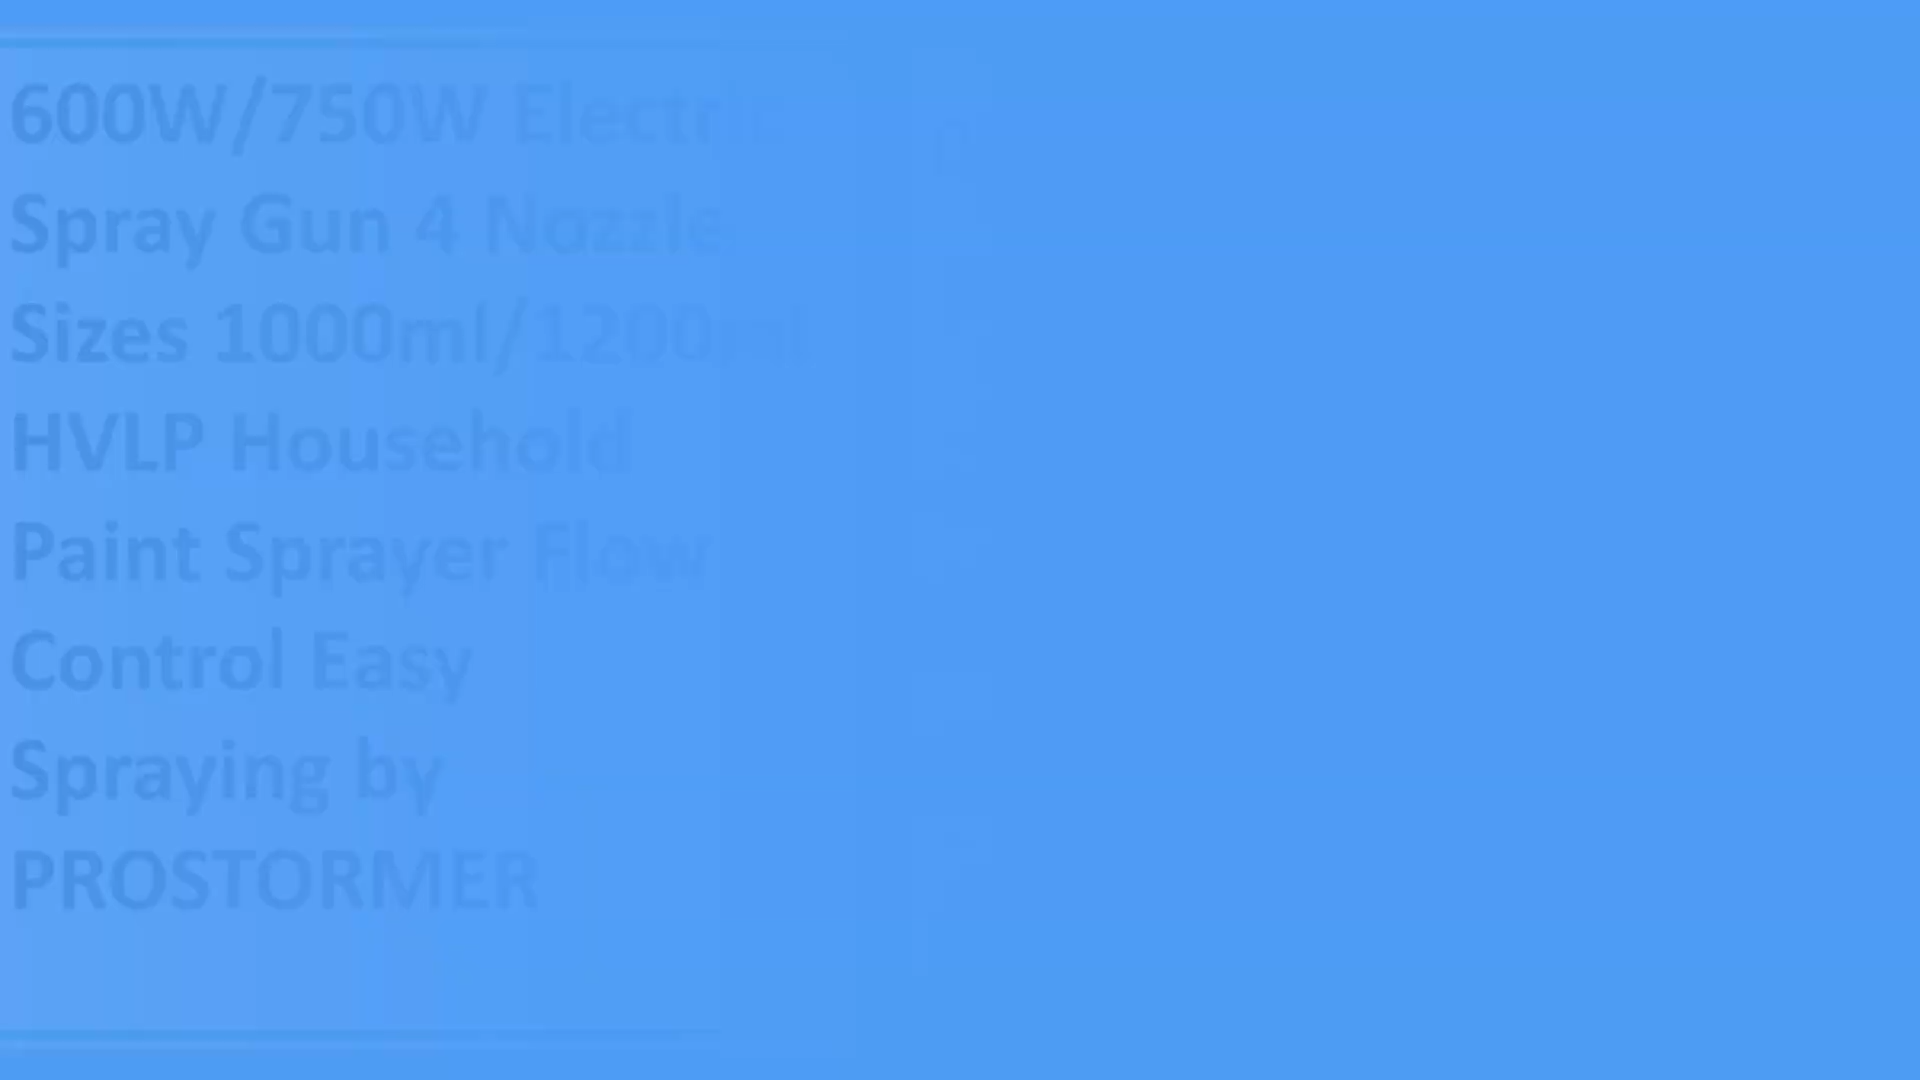 600W/750W Electric
Spray Gun 4 Nozzle
Sizes 1000ml/1200ml
HVLP Household
Paint Sprayer Flow
Control Easy
Spraying by
PROSTORMER